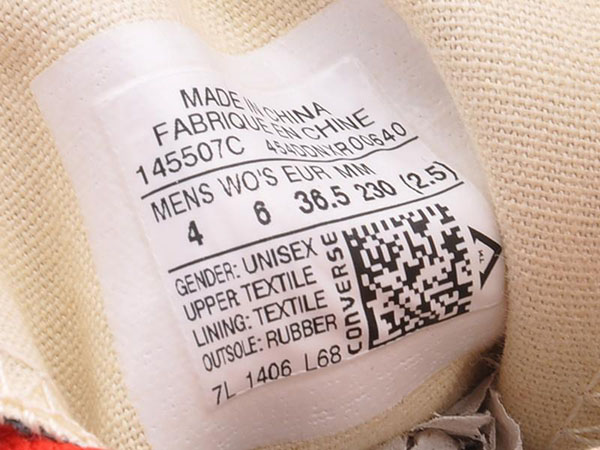 MADE IN CHINA
FABRIQUE EN CHINE
145507C 454DDNYR00640
MENS WO'S EUR MM
4 6 36.5 230 (2.5)
GENDER: UNISEX
UPPER TEXTILE
LINING: TEXTILE
OUTSOLE: RUBBER
7L 1406 L68
CONVERSE
™